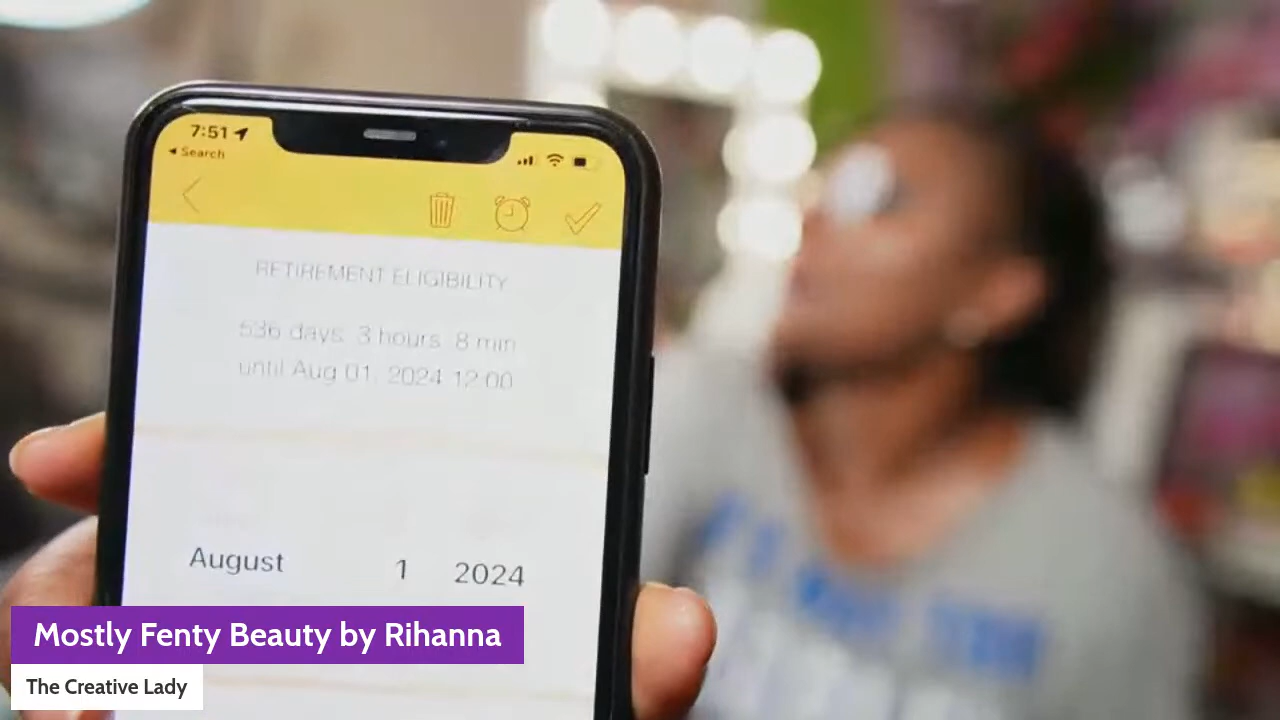 7:51
Search
RETIREMENT ELIGIBILITY
536 days 3 hours 8 min
until Aug 01, 2024 12:00
August 1 2024
Mostly Fenty Beauty by Rihanna
The Creative Lady